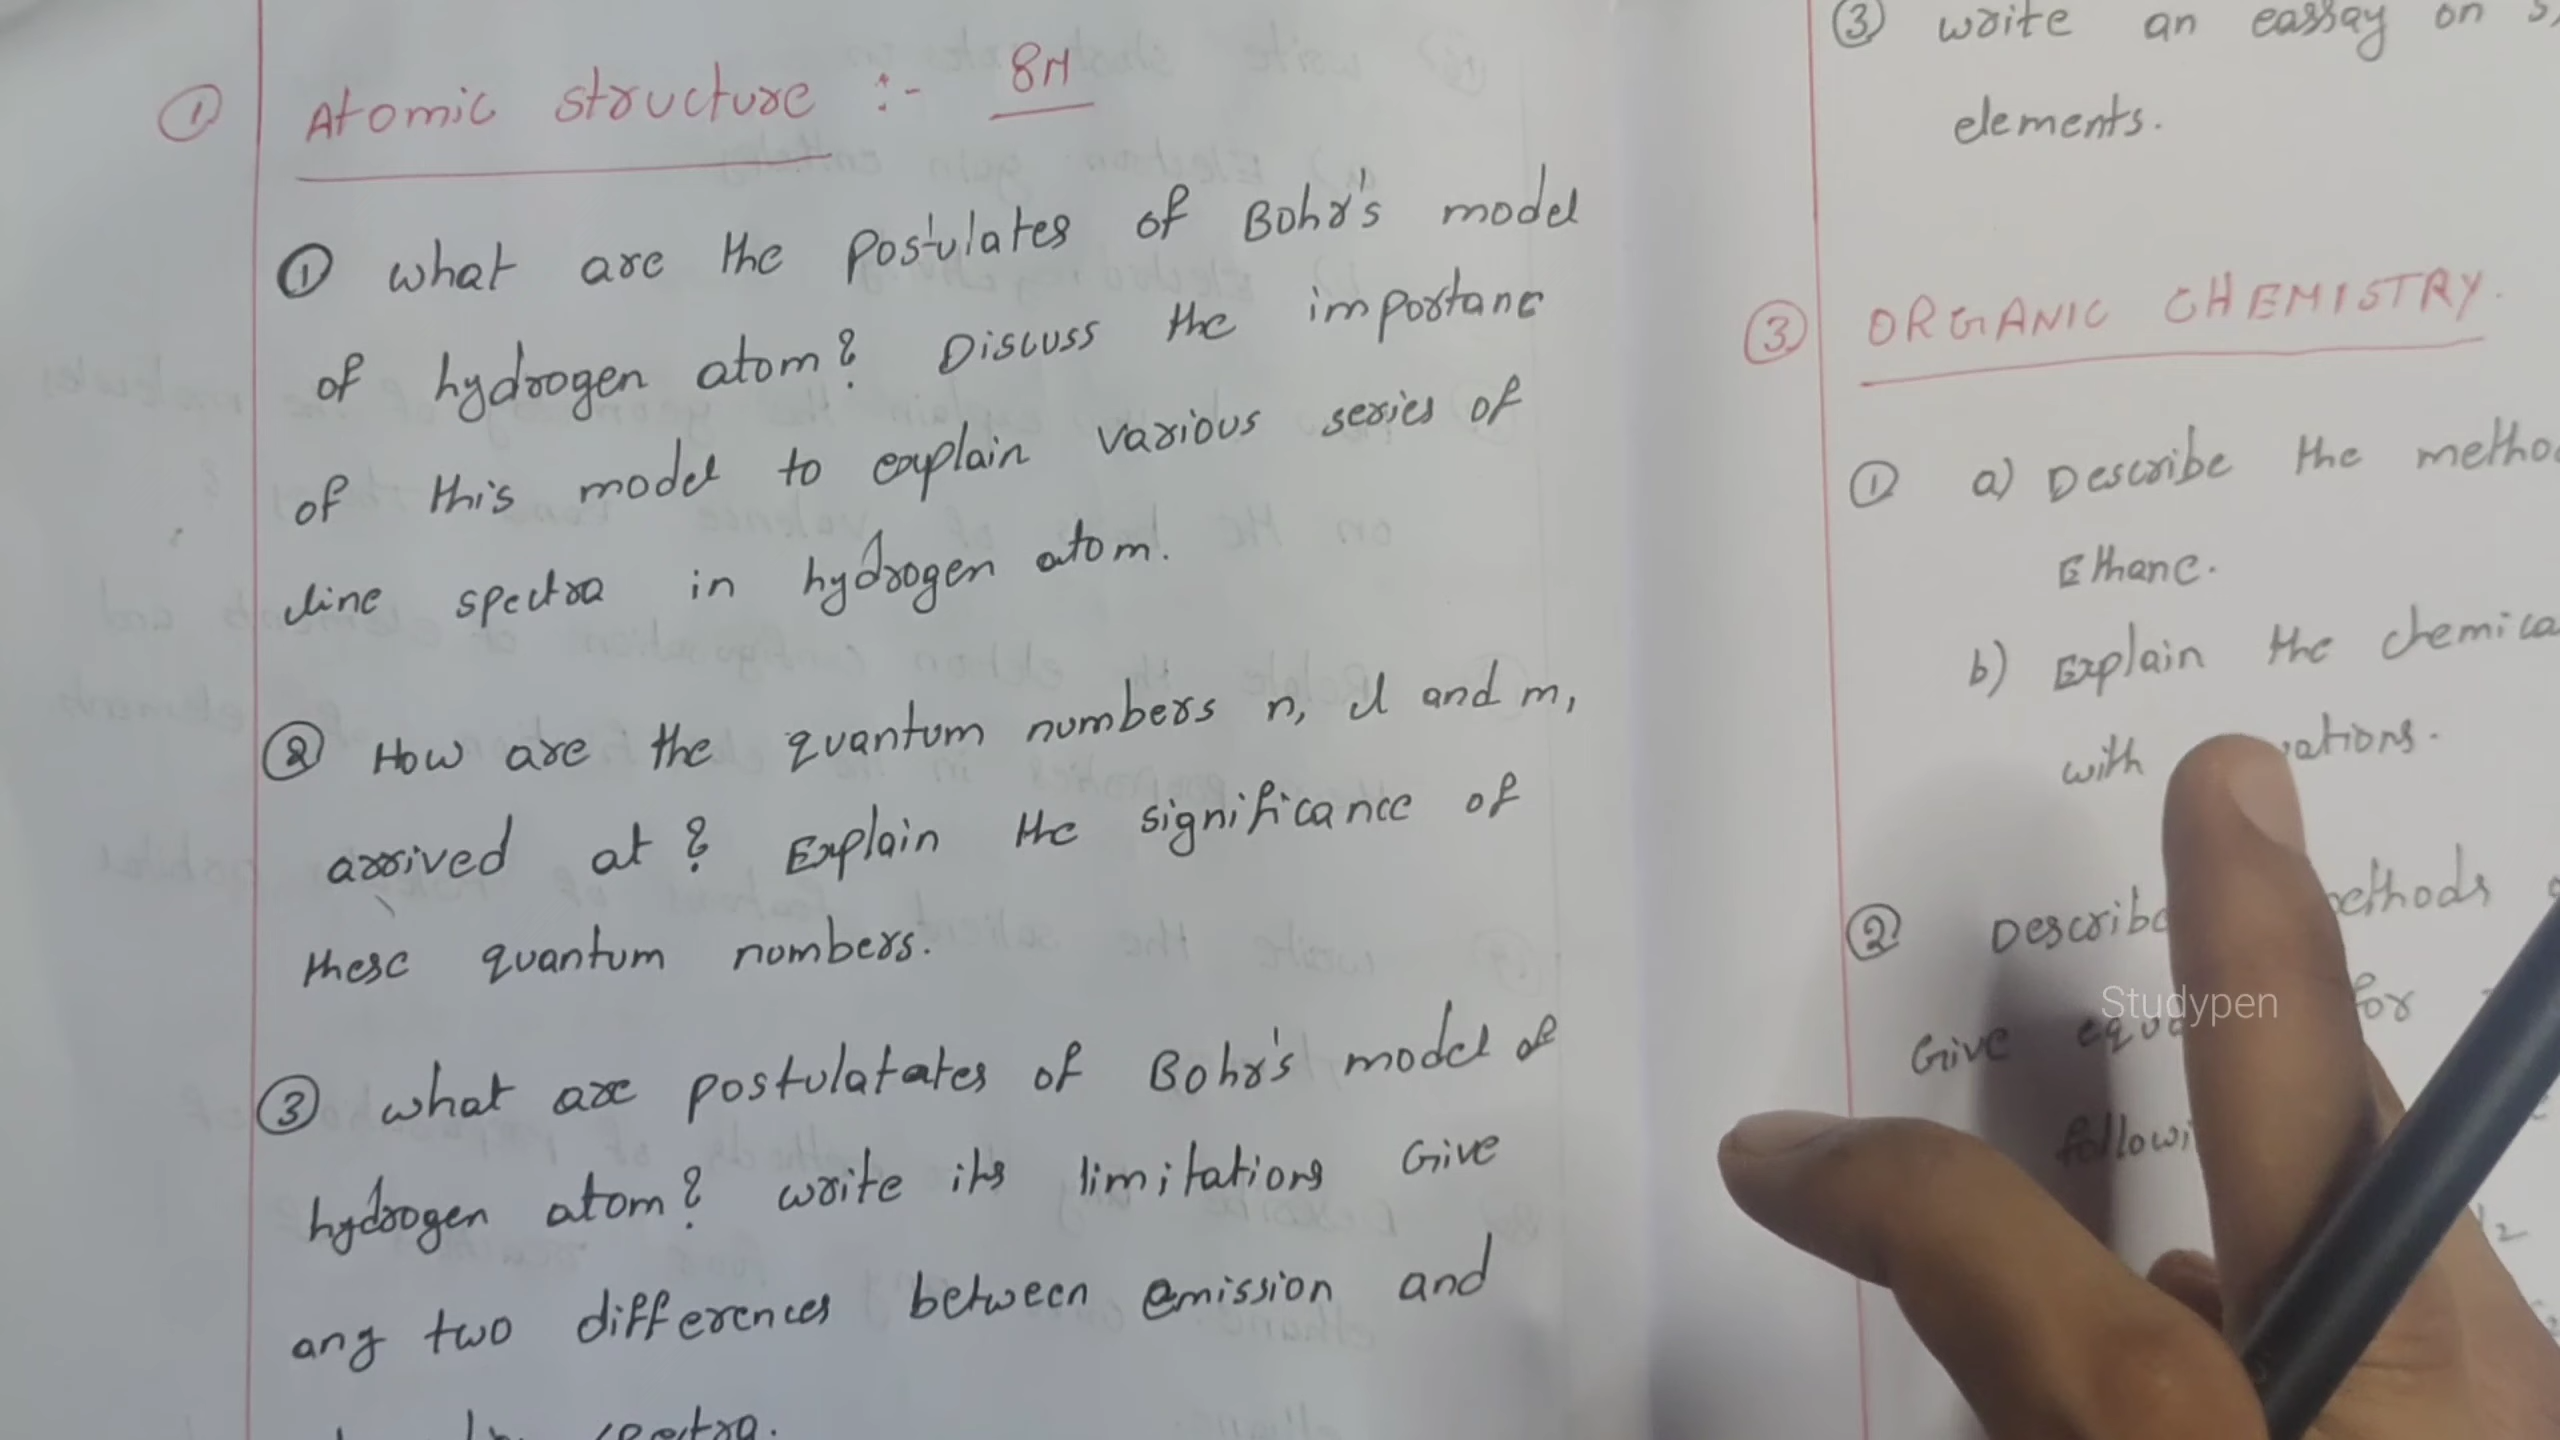 ① Atomic structure :- 8M
① what are the postulates of Bohr's model
of hydrogen atom? Discuss the importanc
of this model to explain various series of
line spectra in hydrogen atom.
② How are the quantum numbers n, l and m,
arrived at? Explain the significance of
these quantum numbers.
③ what are postulatates of Bohr's model of
hydrogen atom? write its limitations Give
any two differences between emission and
spectra.
③ write an eassay on s,
elements.
③ ORGANIC CHEMISTRY.
① a) Describe the
Ethane.
b) Explain the
with
②
Give for
Studypen